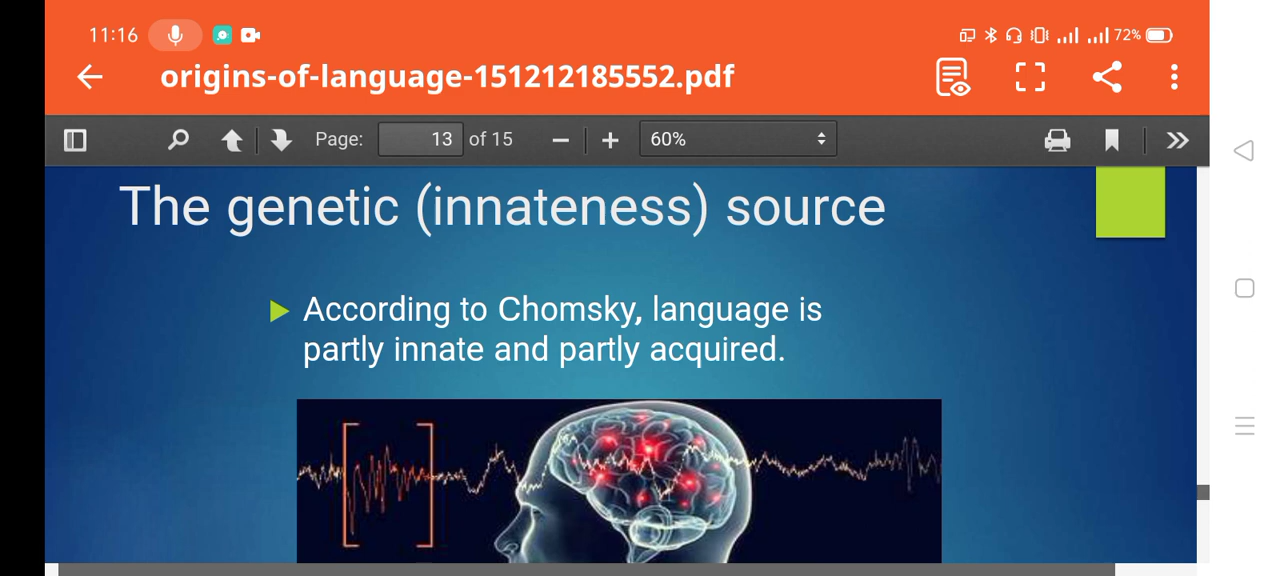 11:16
72%
origins-of-language-151212185552.pdf
Page: 13 of 15
60%
The genetic (innateness) source
According to Chomsky, language is
partly innate and partly acquired.